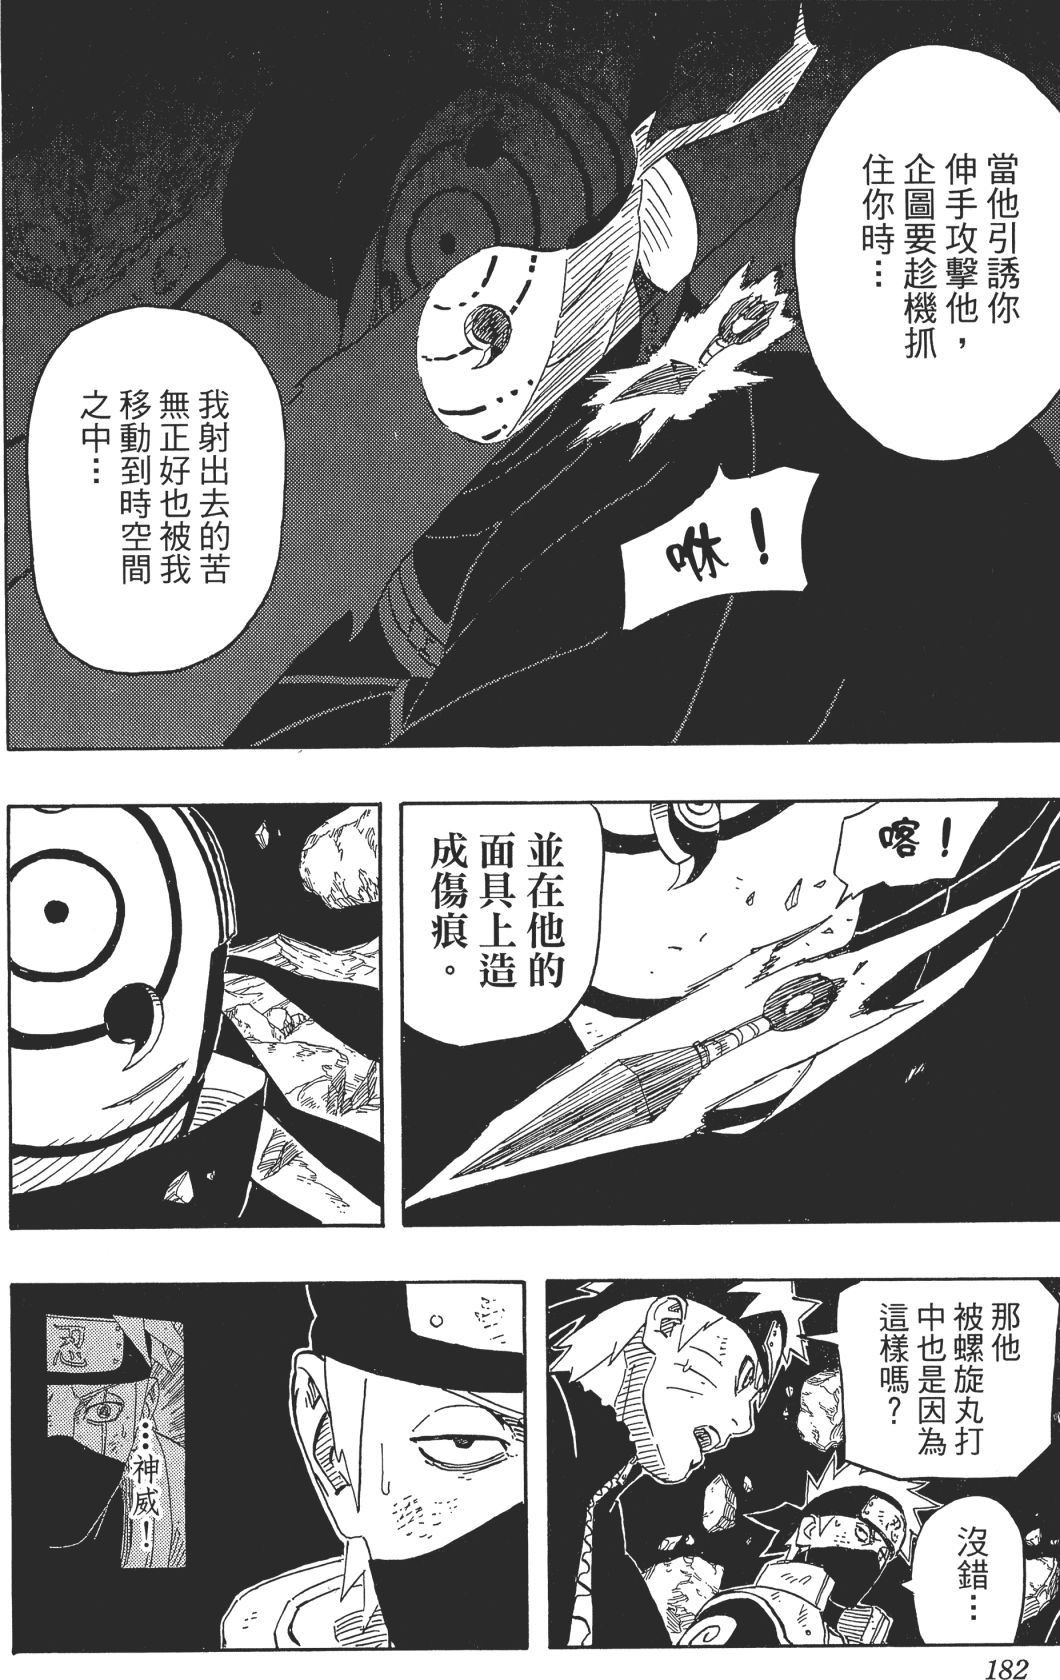 當他引誘你
伸手攻擊他，
企圖要趁機抓
住你時…
咻！
我射出去的苦
無正好也被我
移動到時空間
之中…
喀！
並在他的
面具上造
成傷痕。
那他
被螺旋丸打
中也是因為
這樣嗎？
沒錯…
忍
…神威！
182